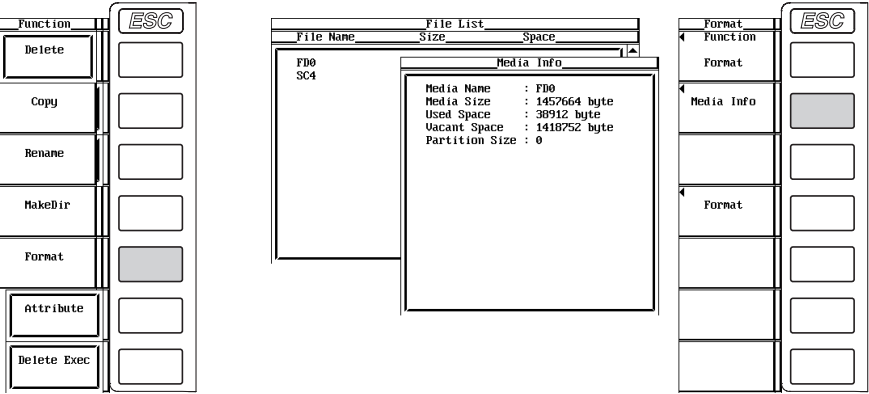 Function
ESC
Delete
Copy
Rename
MakeDir
Format
Attribute
Delete Exec
File List
File Name Size Space
FD0
SC4
Media Info
Media Name : FD0
Media Size : 1457664 byte
Used Space : 38912 byte
Vacant Space : 1418752 byte
Partition Size : 0
Format
Function
ESC
Format
Media Info
Format